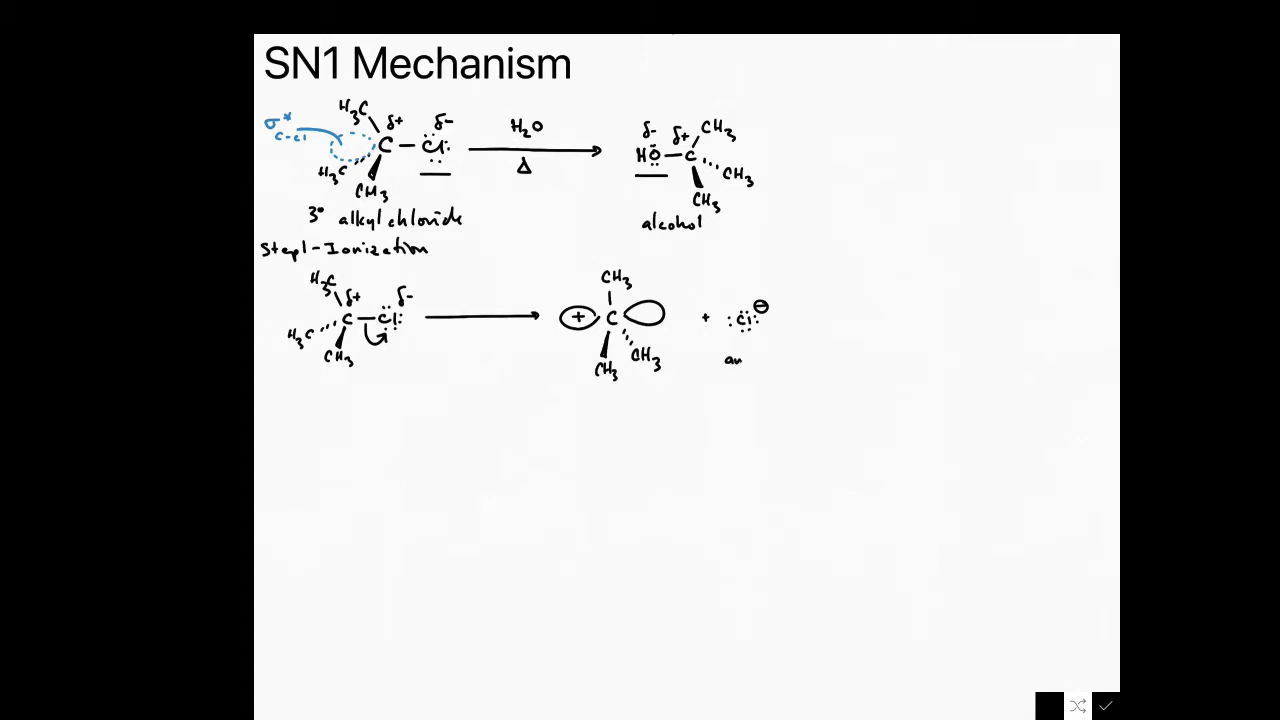 SN1 Mechanism
H₃C δ+ δ- H₂O δ- δ+ CH₃
σ* C-Cl C – Cl Δ HO – C CH₃
H₃C CH₃ CH₃
3° alkyl chloride alcohol
Step 1 - Ionization
H₃C δ+ δ- CH₃
C – Cl + C + Cl ⊖
H₃C CH₃ CH₃ CH₃ an